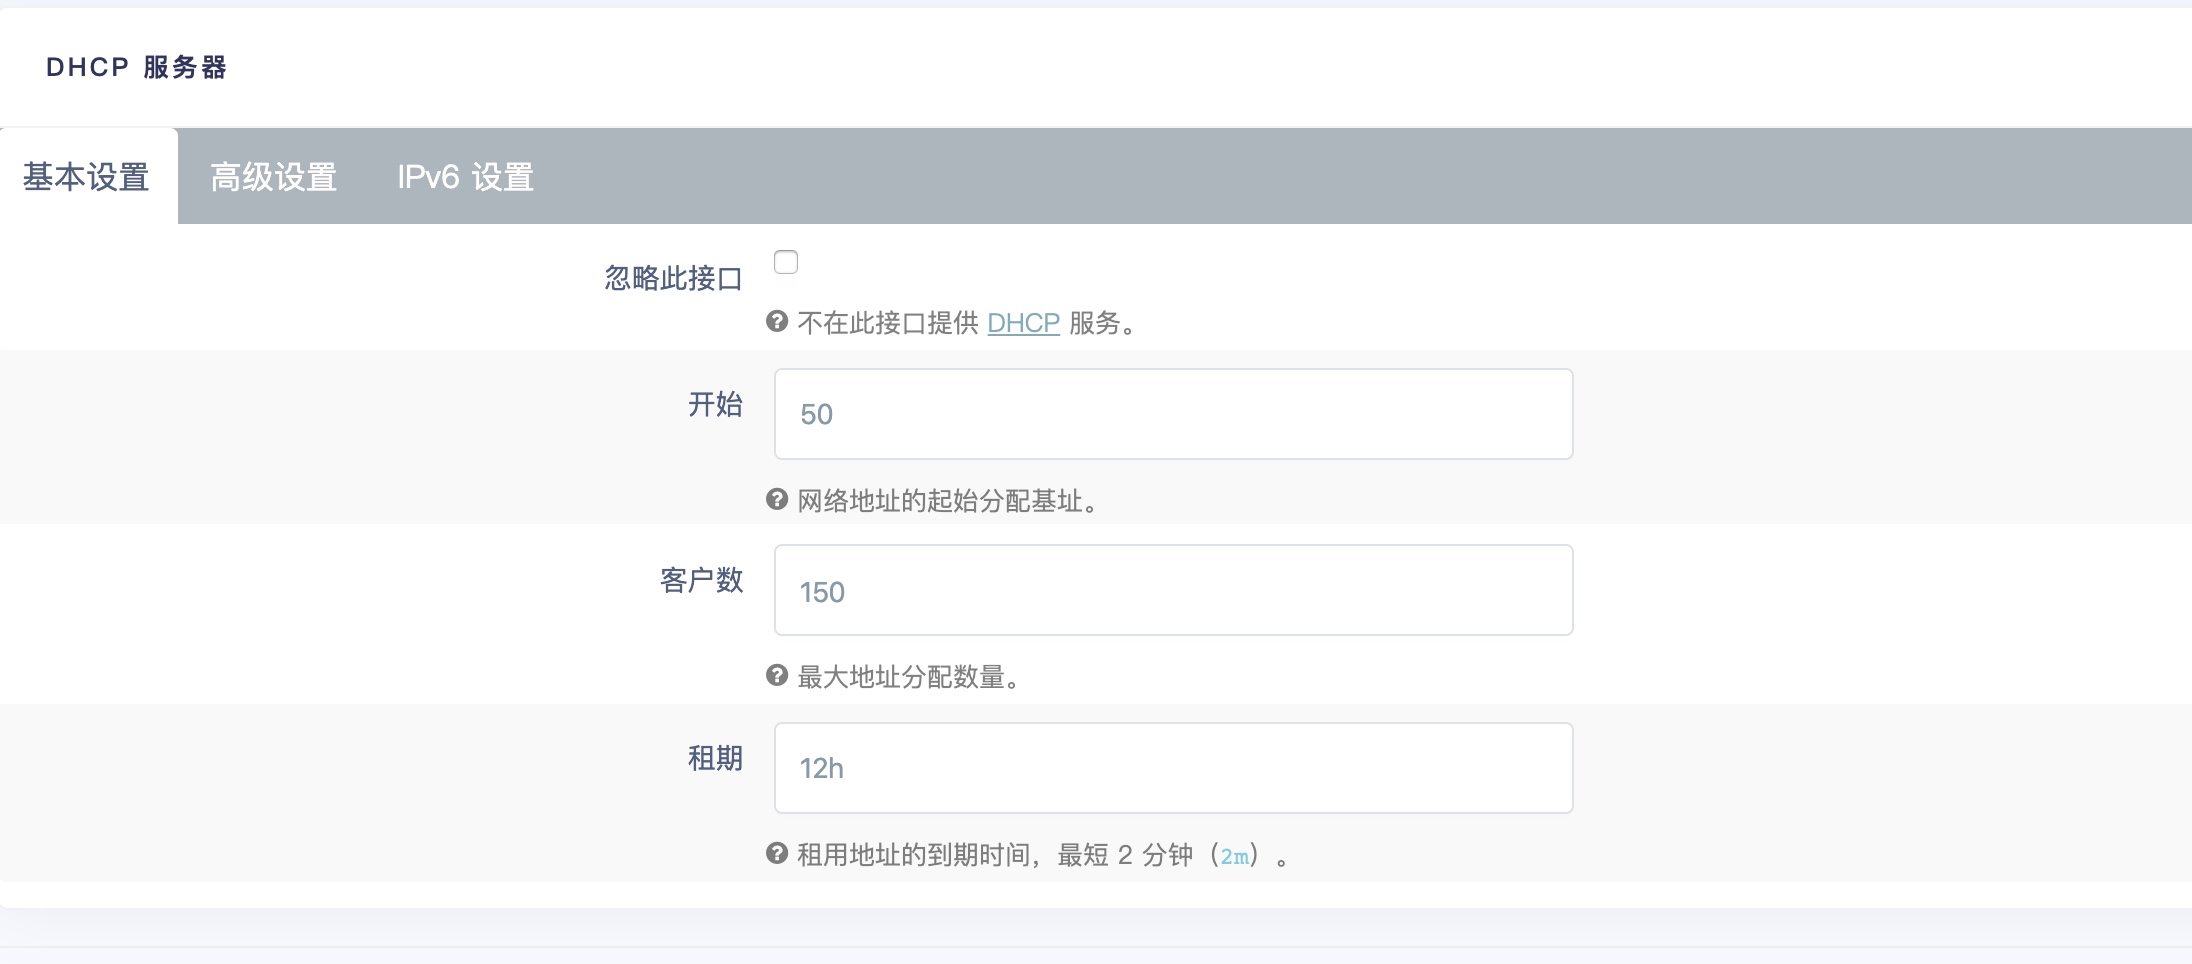 DHCP 服务器
基本设置 高级设置 IPv6 设置
忽略此接口
不在此接口提供 DHCP 服务。
开始 50
网络地址的起始分配基址。
客户数 150
最大地址分配数量。
租期 12h
租用地址的到期时间，最短 2 分钟（2m）。